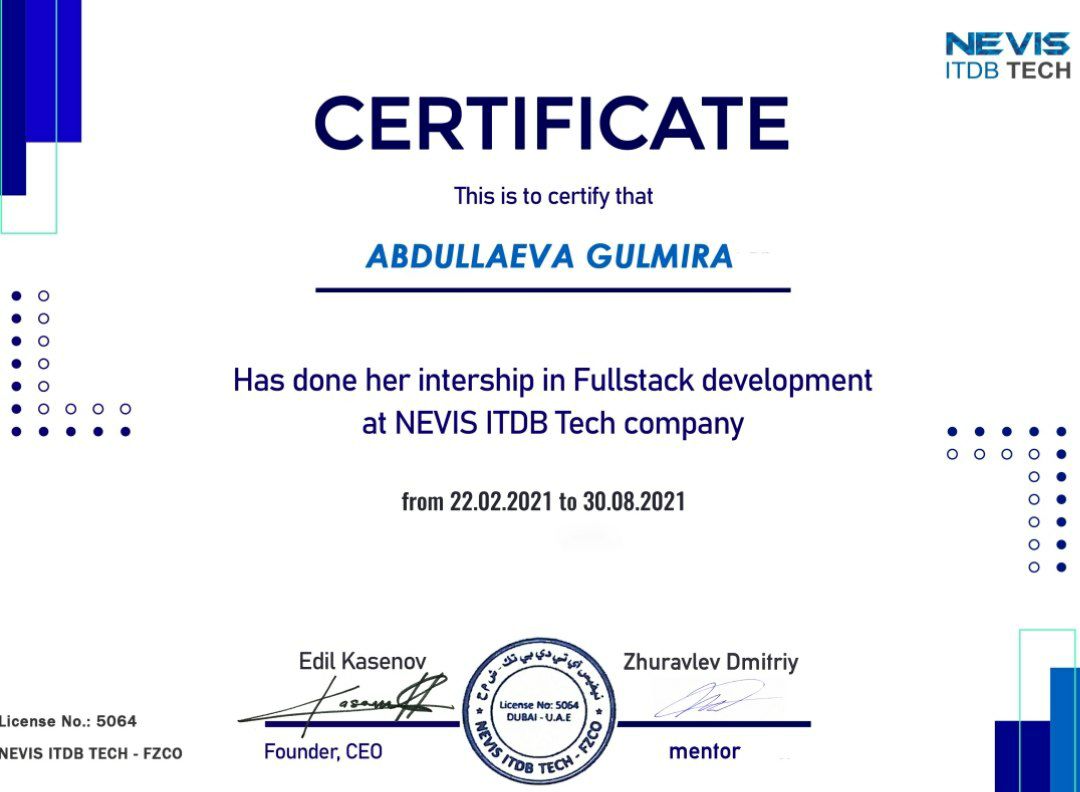 NEVIS
ITDB TECH
CERTIFICATE
This is to certify that
ABDULLAEVA GULMIRA
Has done her intership in Fullstack development
at NEVIS ITDB Tech company
from 22.02.2021 to 30.08.2021
Edil Kasenov
Zhuravlev Dmitriy
نيفيس آي تي دي بي تك - ش م ح
License No: 5064
DUBAI - U.A.E
NEVIS ITDB TECH - FZCO
License No.: 5064
NEVIS ITDB TECH - FZCO
Founder, CEO
mentor